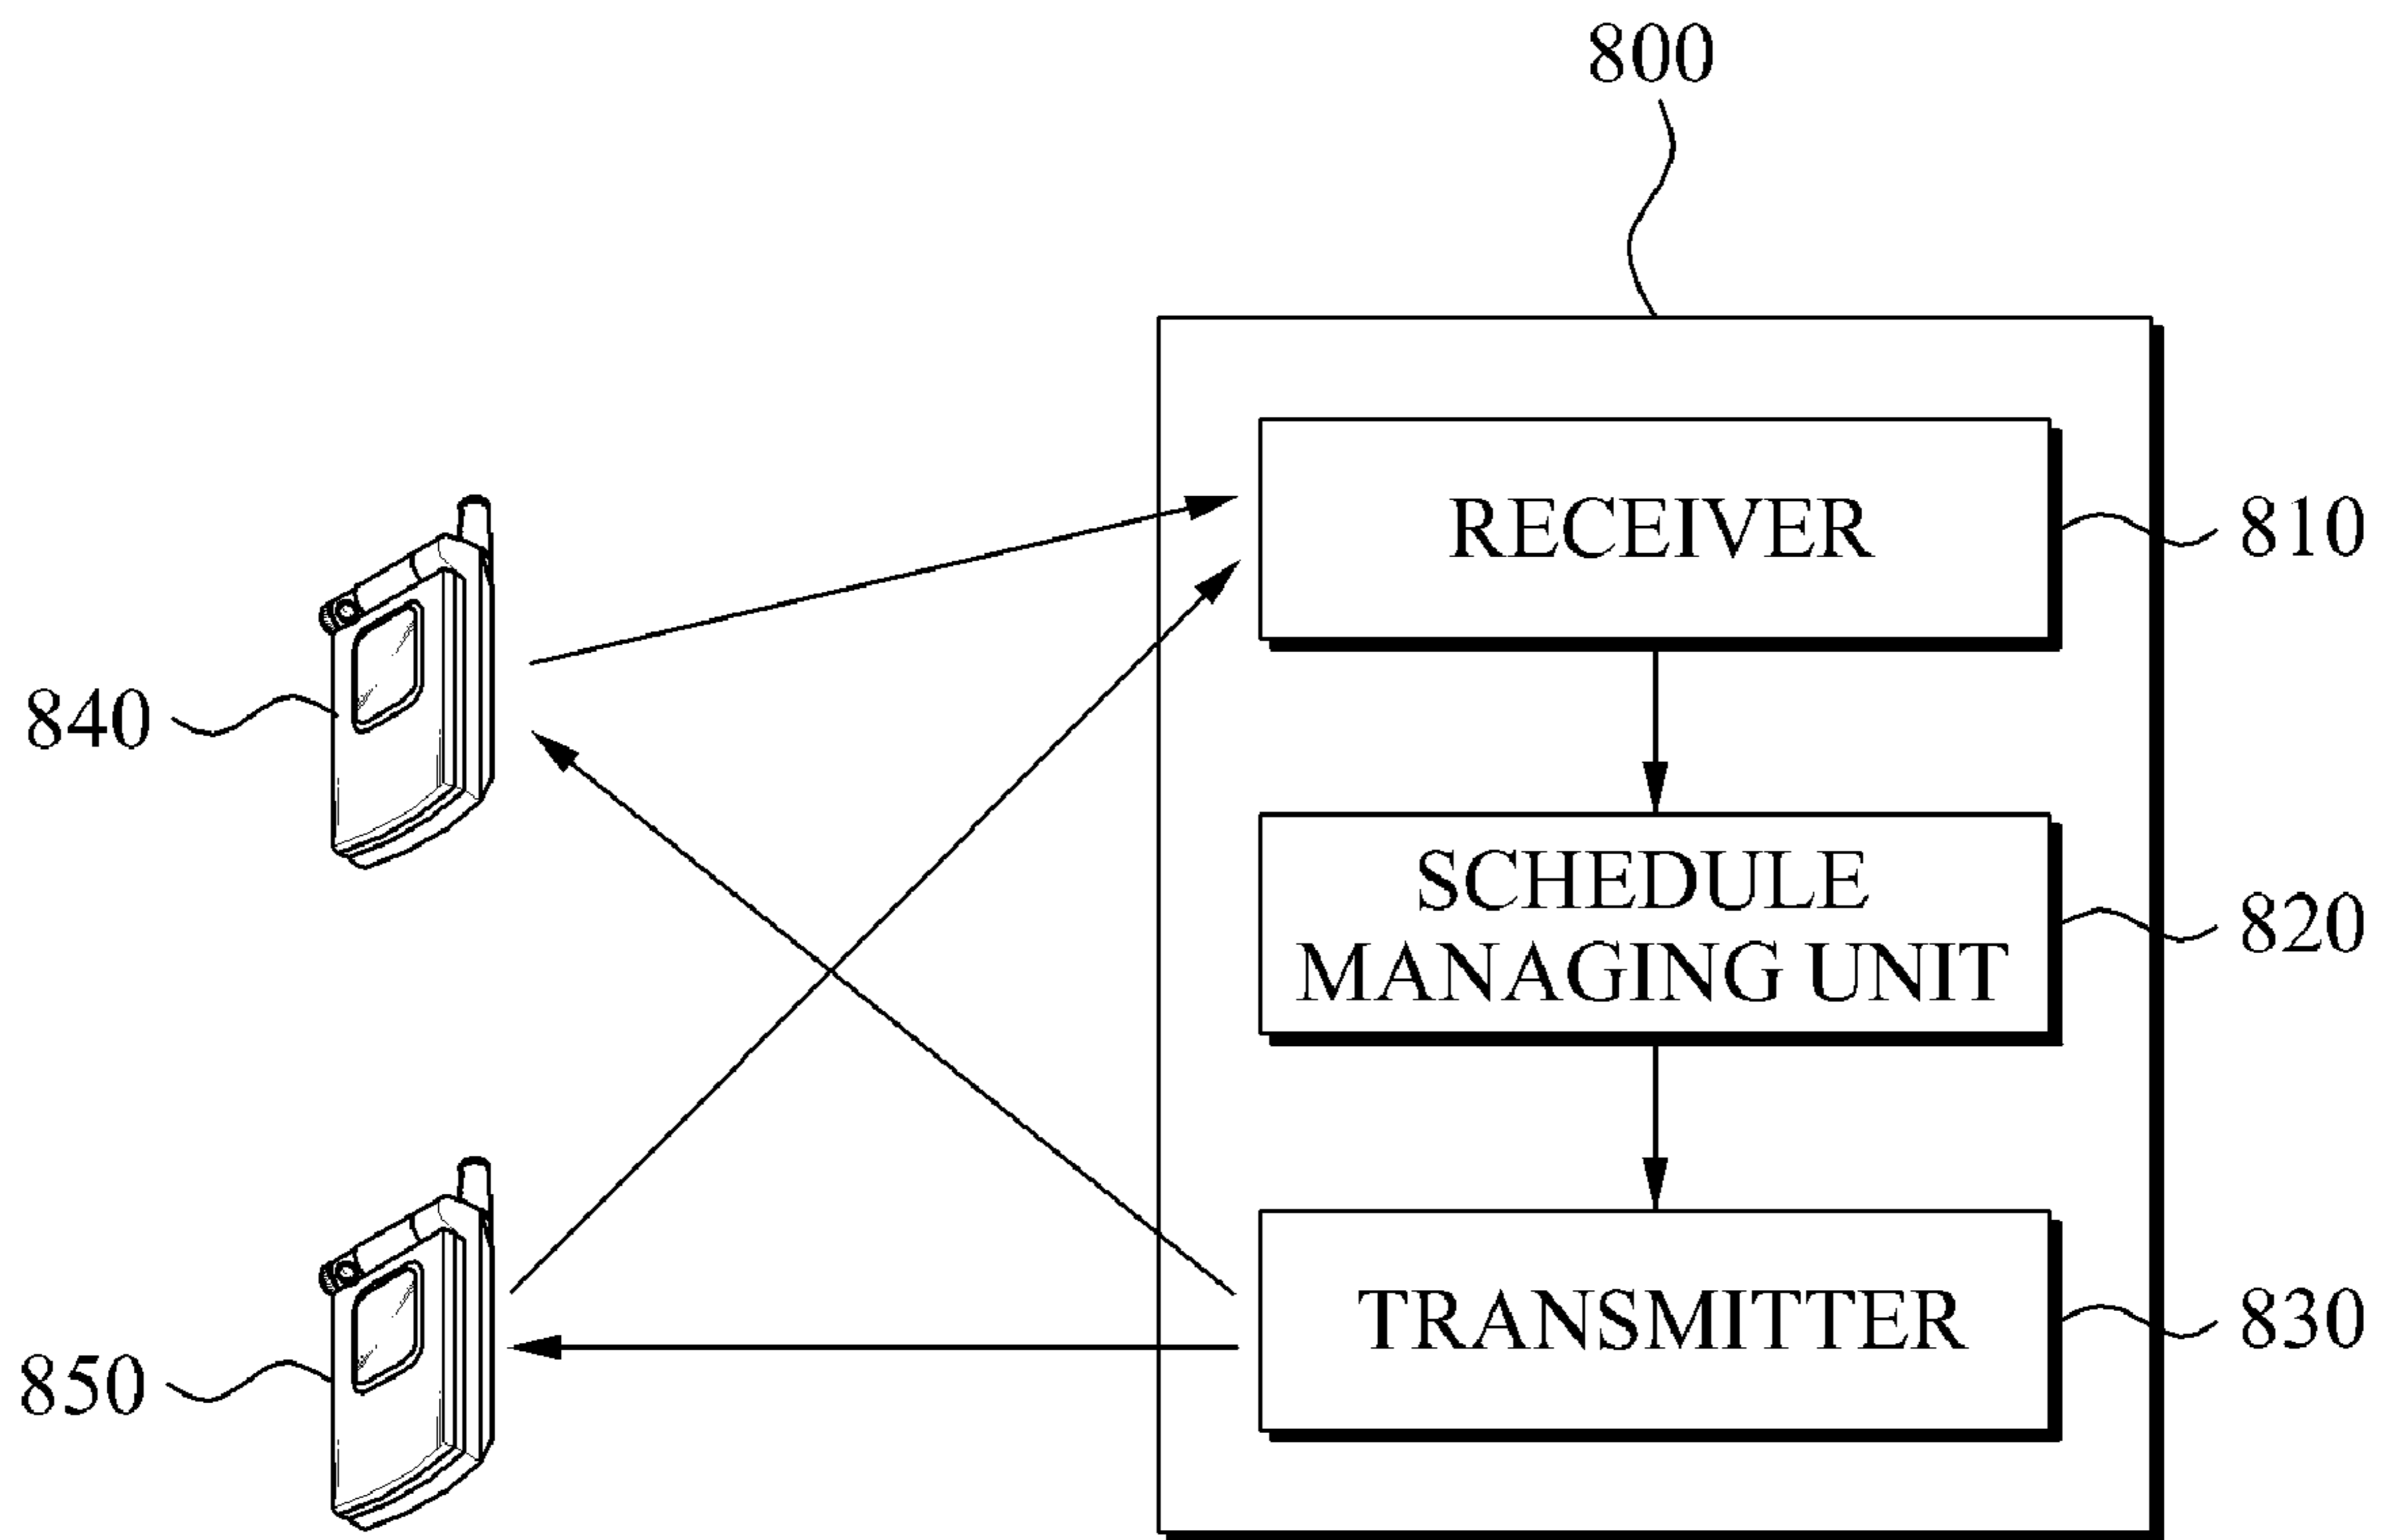 800
RECEIVER
810
840
SCHEDULE
MANAGING UNIT
820
TRANSMITTER
830
850